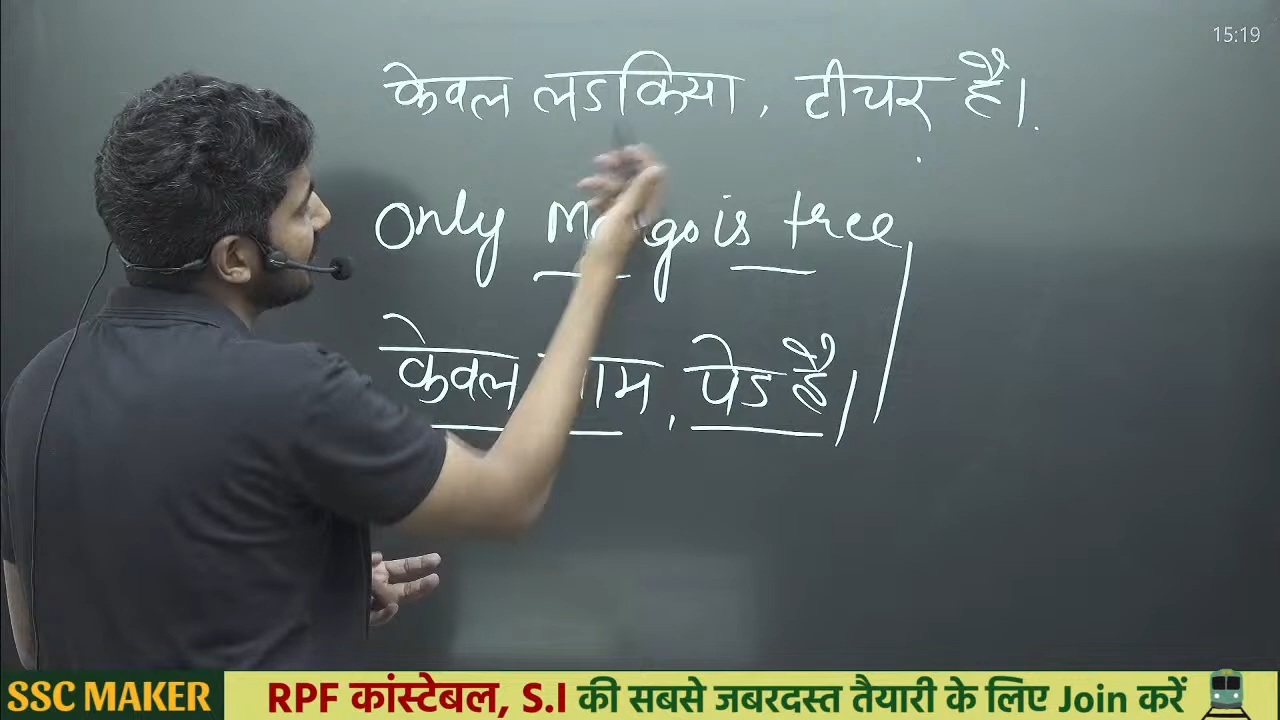 15:19
केवल लडकिया, टीचर है।
Only is tree
केवल पेड है।
SSC MAKER
RPF कांस्टेबल, S.I की सबसे जबरदस्त तैयारी के लिए Join करें